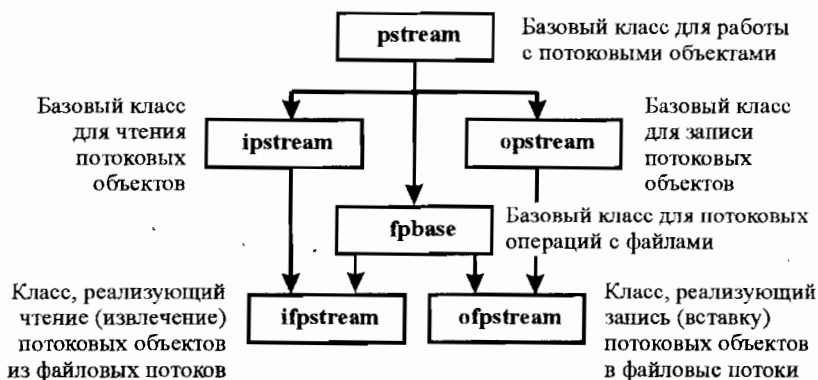 pstream
Базовый класс для работы
с потоковыми объектами
Базовый класс
для чтения
потоковых
объектов
ipstream
opstream
Базовый класс
для записи
потоковых
объектов
fpbase
Базовый класс для потоковых
операций с файлами
Класс, реализующий
чтение (извлечение)
потоковых объектов
из файловых потоков
ifpstream
ofpstream
Класс, реализующий
запись (вставку)
потоковых объектов
в файловые потоки